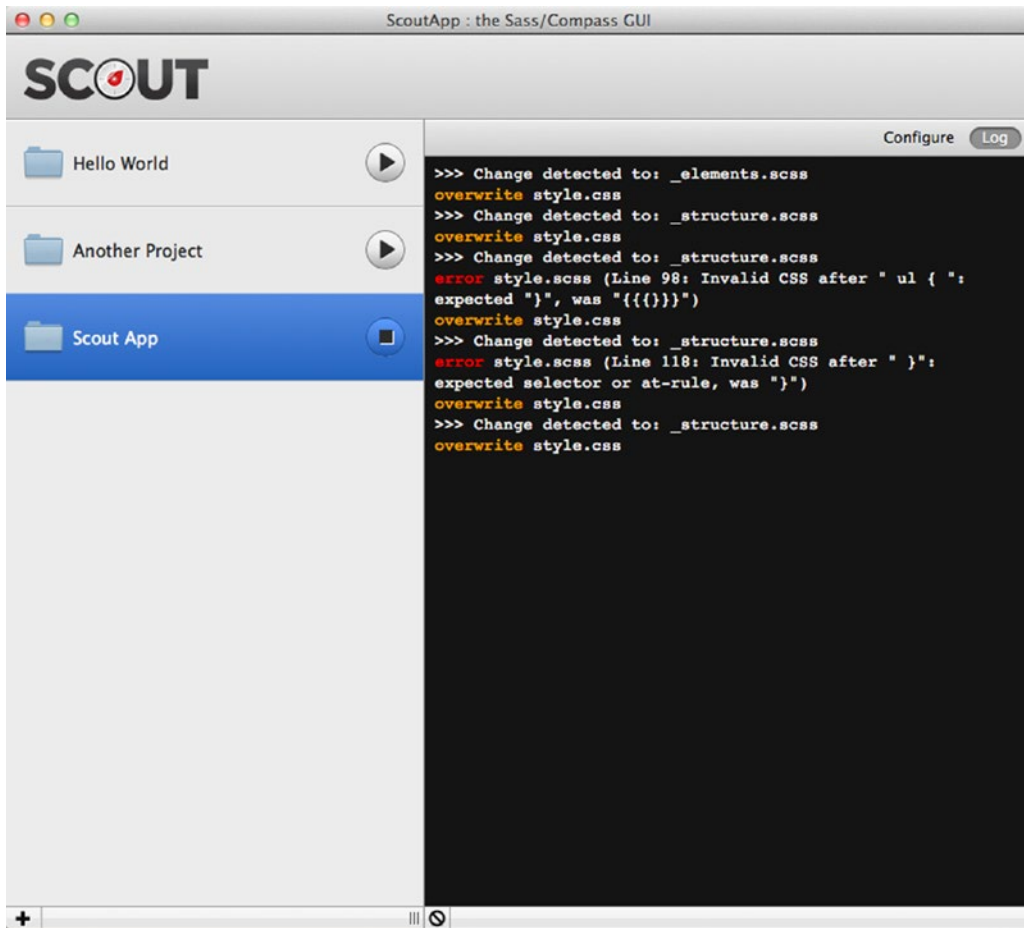 ScoutApp : the Sass/Compass GUI
SCOUT
Hello World
Another Project
Scout App
Configure Log
>>> Change detected to: _elements.scss
overwrite style.css
>>> Change detected to: _structure.scss
overwrite style.css
>>> Change detected to: _structure.scss
error style.scss (Line 98: Invalid CSS after " ul { ":
expected "}", was "{{{}}}")
overwrite style.css
>>> Change detected to: _structure.scss
error style.scss (Line 118: Invalid CSS after " }":
expected selector or at-rule, was "}")
overwrite style.css
>>> Change detected to: _structure.scss
overwrite style.css